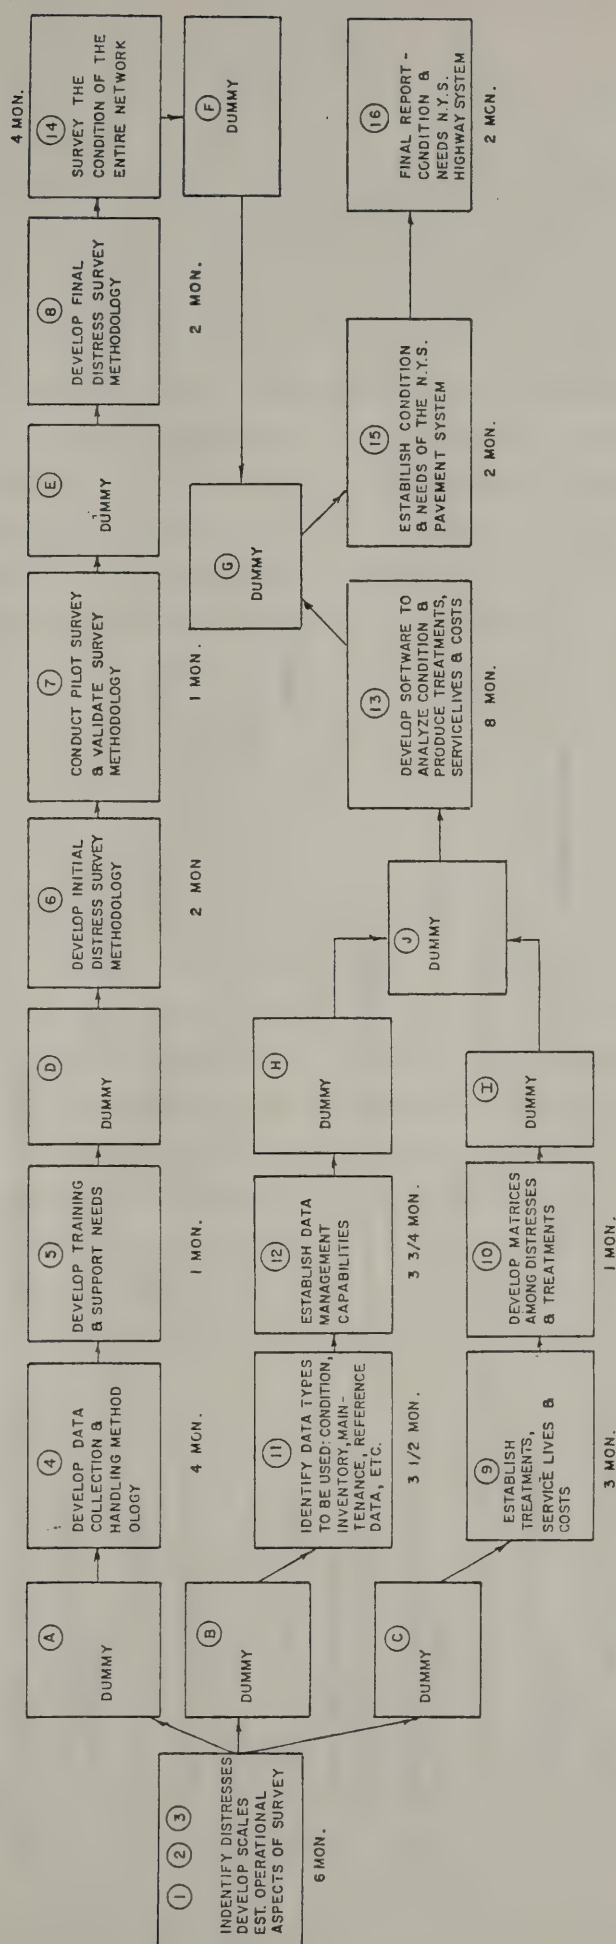 ① ② ③
INDENTIFY DISTRESSES
DEVELOP SCALES
EST. OPERATIONAL
ASPECTS OF SURVEY
6 MON.
Ⓐ
DUMMY
④
DEVELOP DATA
COLLECTION &
HANDLING METHOD
OLOGY
4 MON.
⑤
DEVELOP TRAINING
& SUPPORT NEEDS
1 MON.
Ⓓ
DUMMY
⑥
DEVELOP INITIAL
DISTRESS SURVEY
METHODOLOGY
2 MON
⑦
CONDUCT PILOT SURVEY
& VALIDATE SURVEY
METHODOLOGY
1 MON.
Ⓔ
DUMMY
⑧
DEVELOP FINAL
DISTRESS SURVEY
METHODOLOGY
2 MON.
4 MON.
⑭
SURVEY THE
CONDITION OF THE
ENTIRE NETWORK
Ⓕ
DUMMY
Ⓑ
DUMMY
⑪
IDENTIFY DATA TYPES
TO BE USED: CONDITION,
INVENTORY, MAIN-
TENANCE, REFERENCE
DATA, ETC.
3 1/2 MON.
⑫
ESTABLISH DATA
MANAGEMENT
CAPABILITIES
3 3/4 MON.
Ⓗ
DUMMY
Ⓒ
DUMMY
⑨
ESTABLISH
TREATMENTS,
SERVICE LIVES &
COSTS
3 MON.
⑩
DEVELOP MATRICES
AMONG DISTRESSES
& TREATMENTS
1 MON.
Ⓘ
DUMMY
Ⓙ
DUMMY
⑬
DEVELOP SOFTWARE TO
ANALYZE CONDITION &
PRODUCE TREATMENTS,
SERVICELIVES & COSTS
8 MON.
Ⓖ
DUMMY
⑮
ESTABILISH CONDITION
& NEEDS OF THE N.Y.S.
PAVEMENT SYSTEM
2 MON.
⑯
FINAL REPORT -
CONDITION &
NEEDS N.Y.S.
HIGHWAY SYSTEM
2 MON.